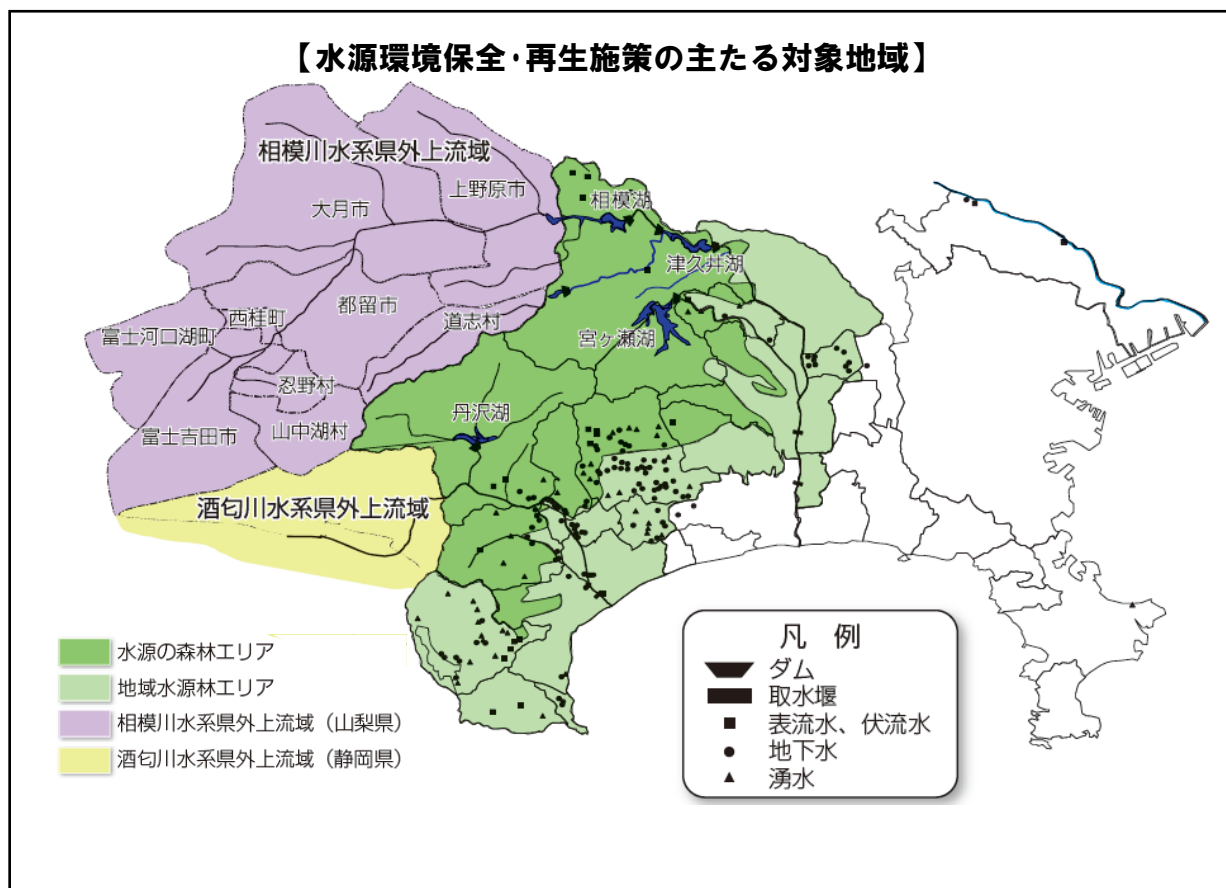 【水源環境保全･再生施策の主たる対象地域】
相模川水系県外上流域
上野原市
大月市
相模湖
津久井湖
都留市
道志村
西桂町
富士河口湖町
宮ヶ瀬湖
忍野村
丹沢湖
山中湖村
富士吉田市
酒匂川水系県外上流域
水源の森林エリア
地域水源林エリア
相模川水系県外上流域（山梨県）
酒匂川水系県外上流域（静岡県）
凡 例
ダム
取水堰
表流水、伏流水
地下水
湧水